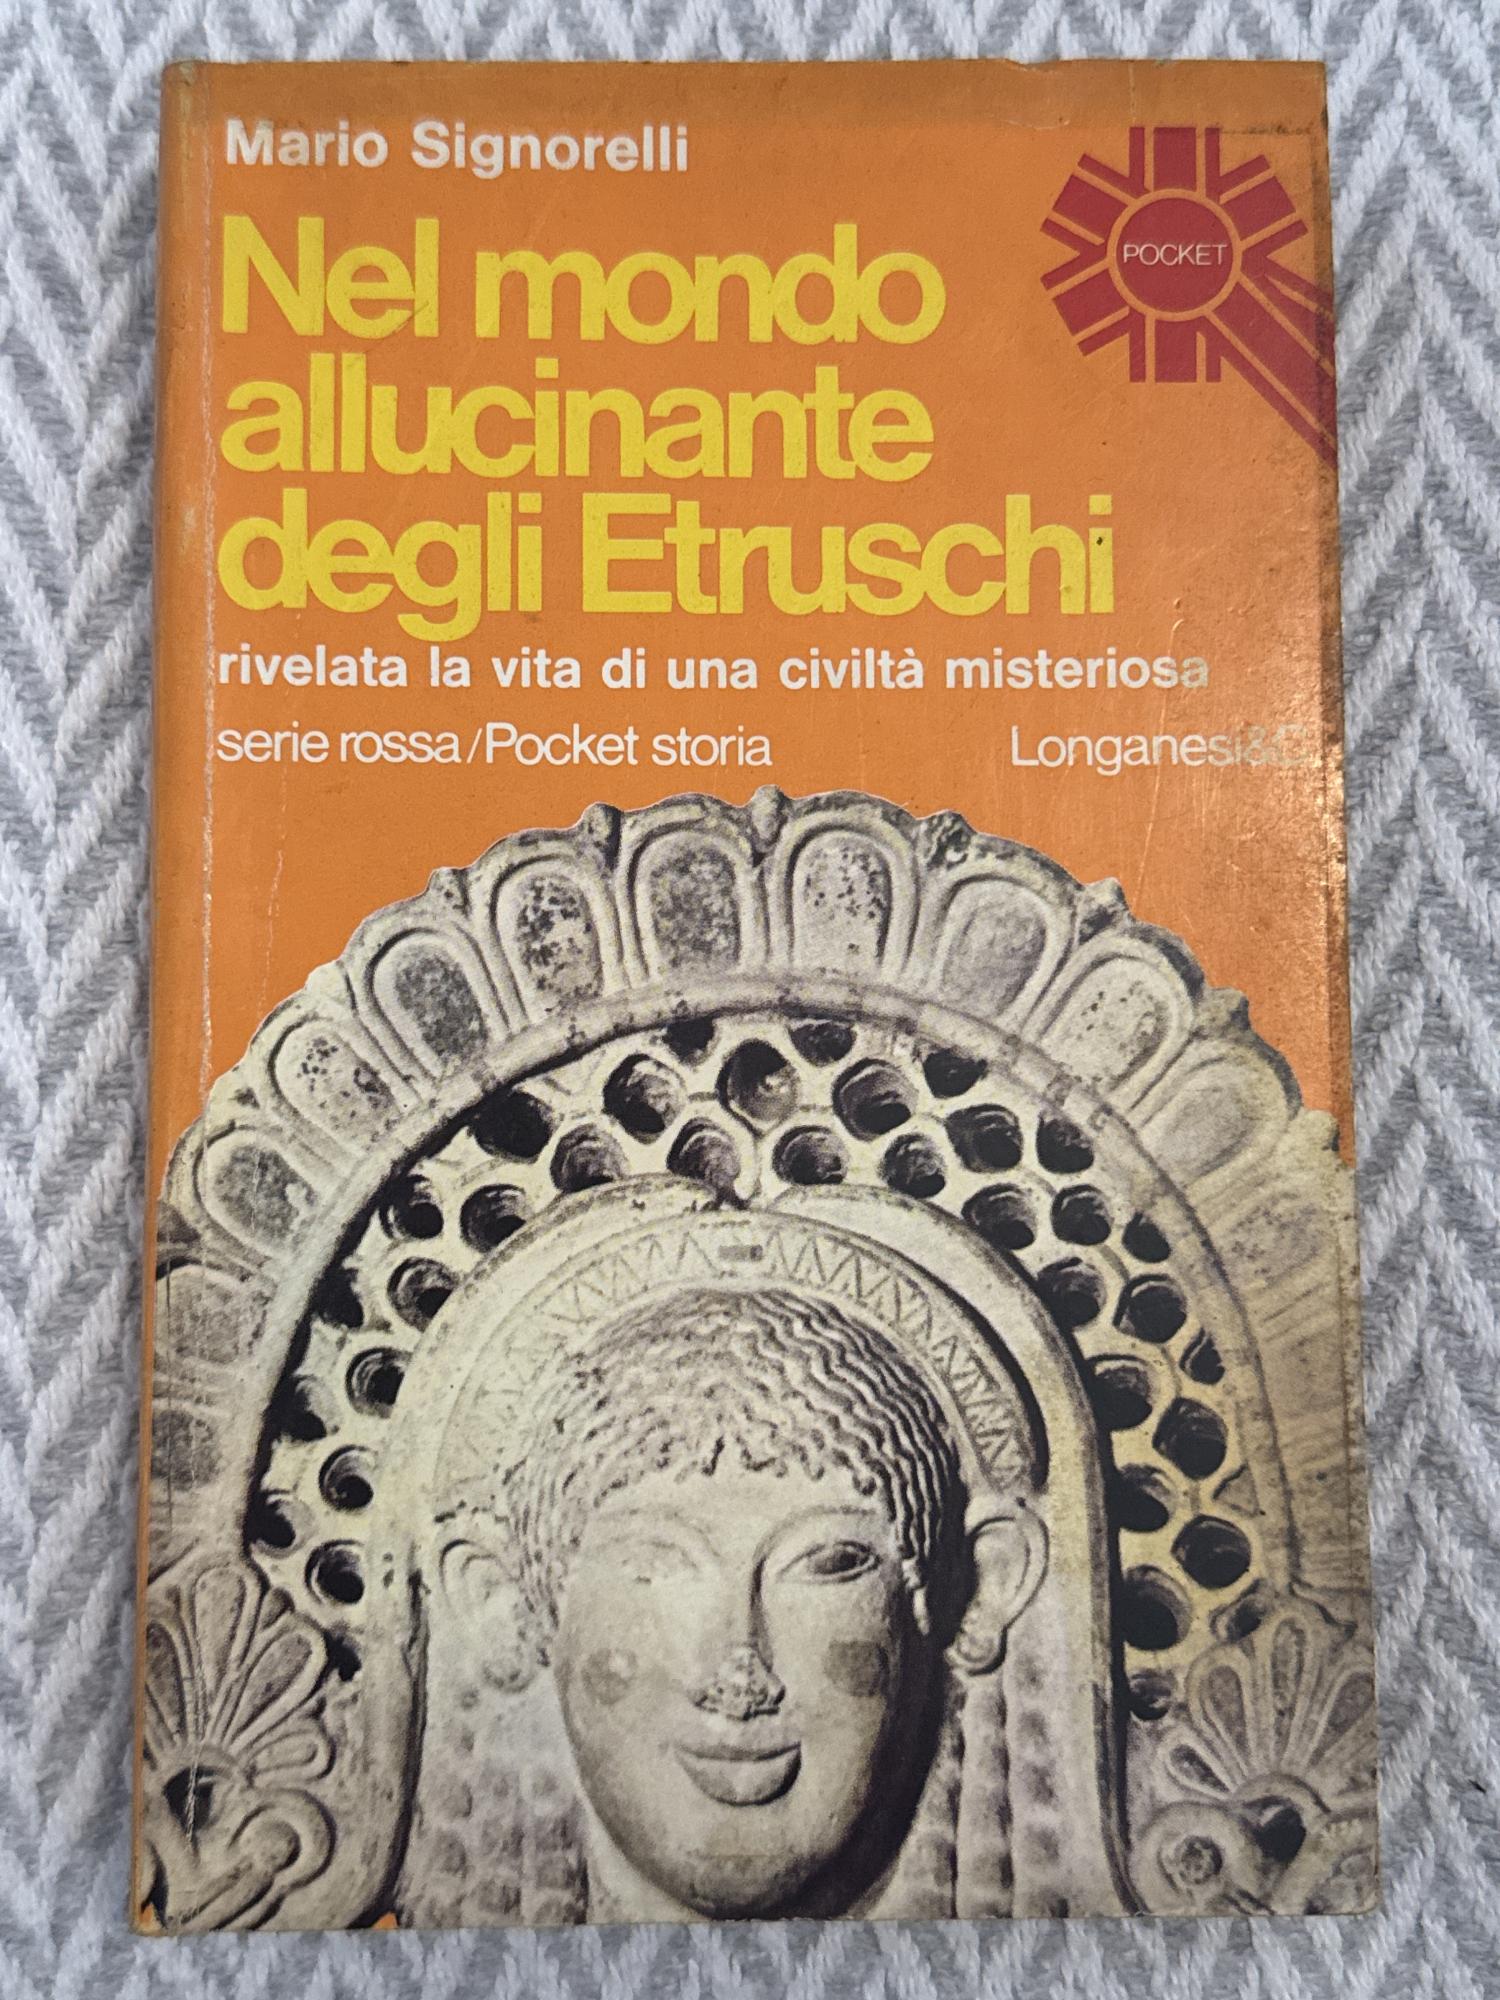 Mario Signorelli
POCKET
Nel mondo
allucinante
degli Etruschi
rivelata la vita di una civiltà misteriosa
serie rossa/Pocket storia Longanesi&C